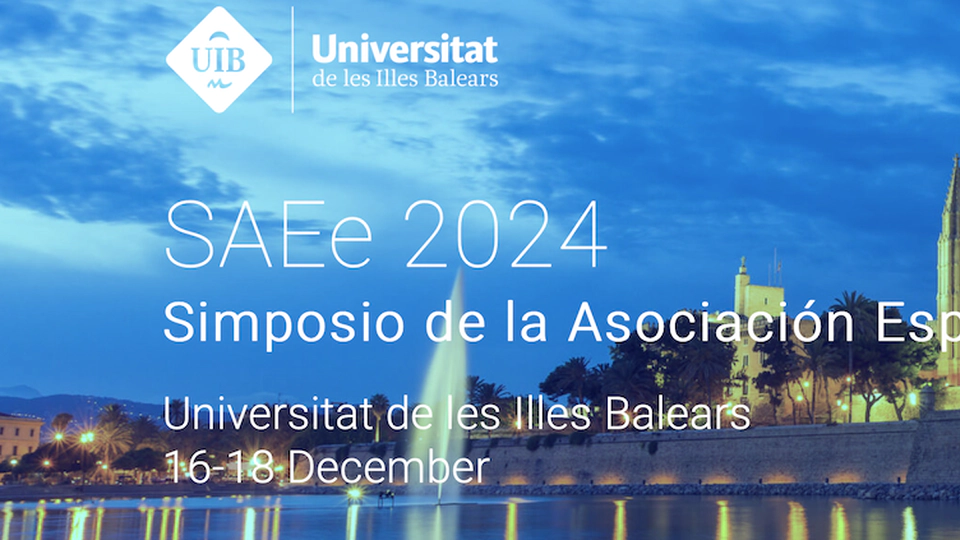 UIB
Universitat
de les Illes Balears
SAEe 2024
Simposio de la Asociación Esp
Universitat de les Illes Balears
16-18 December